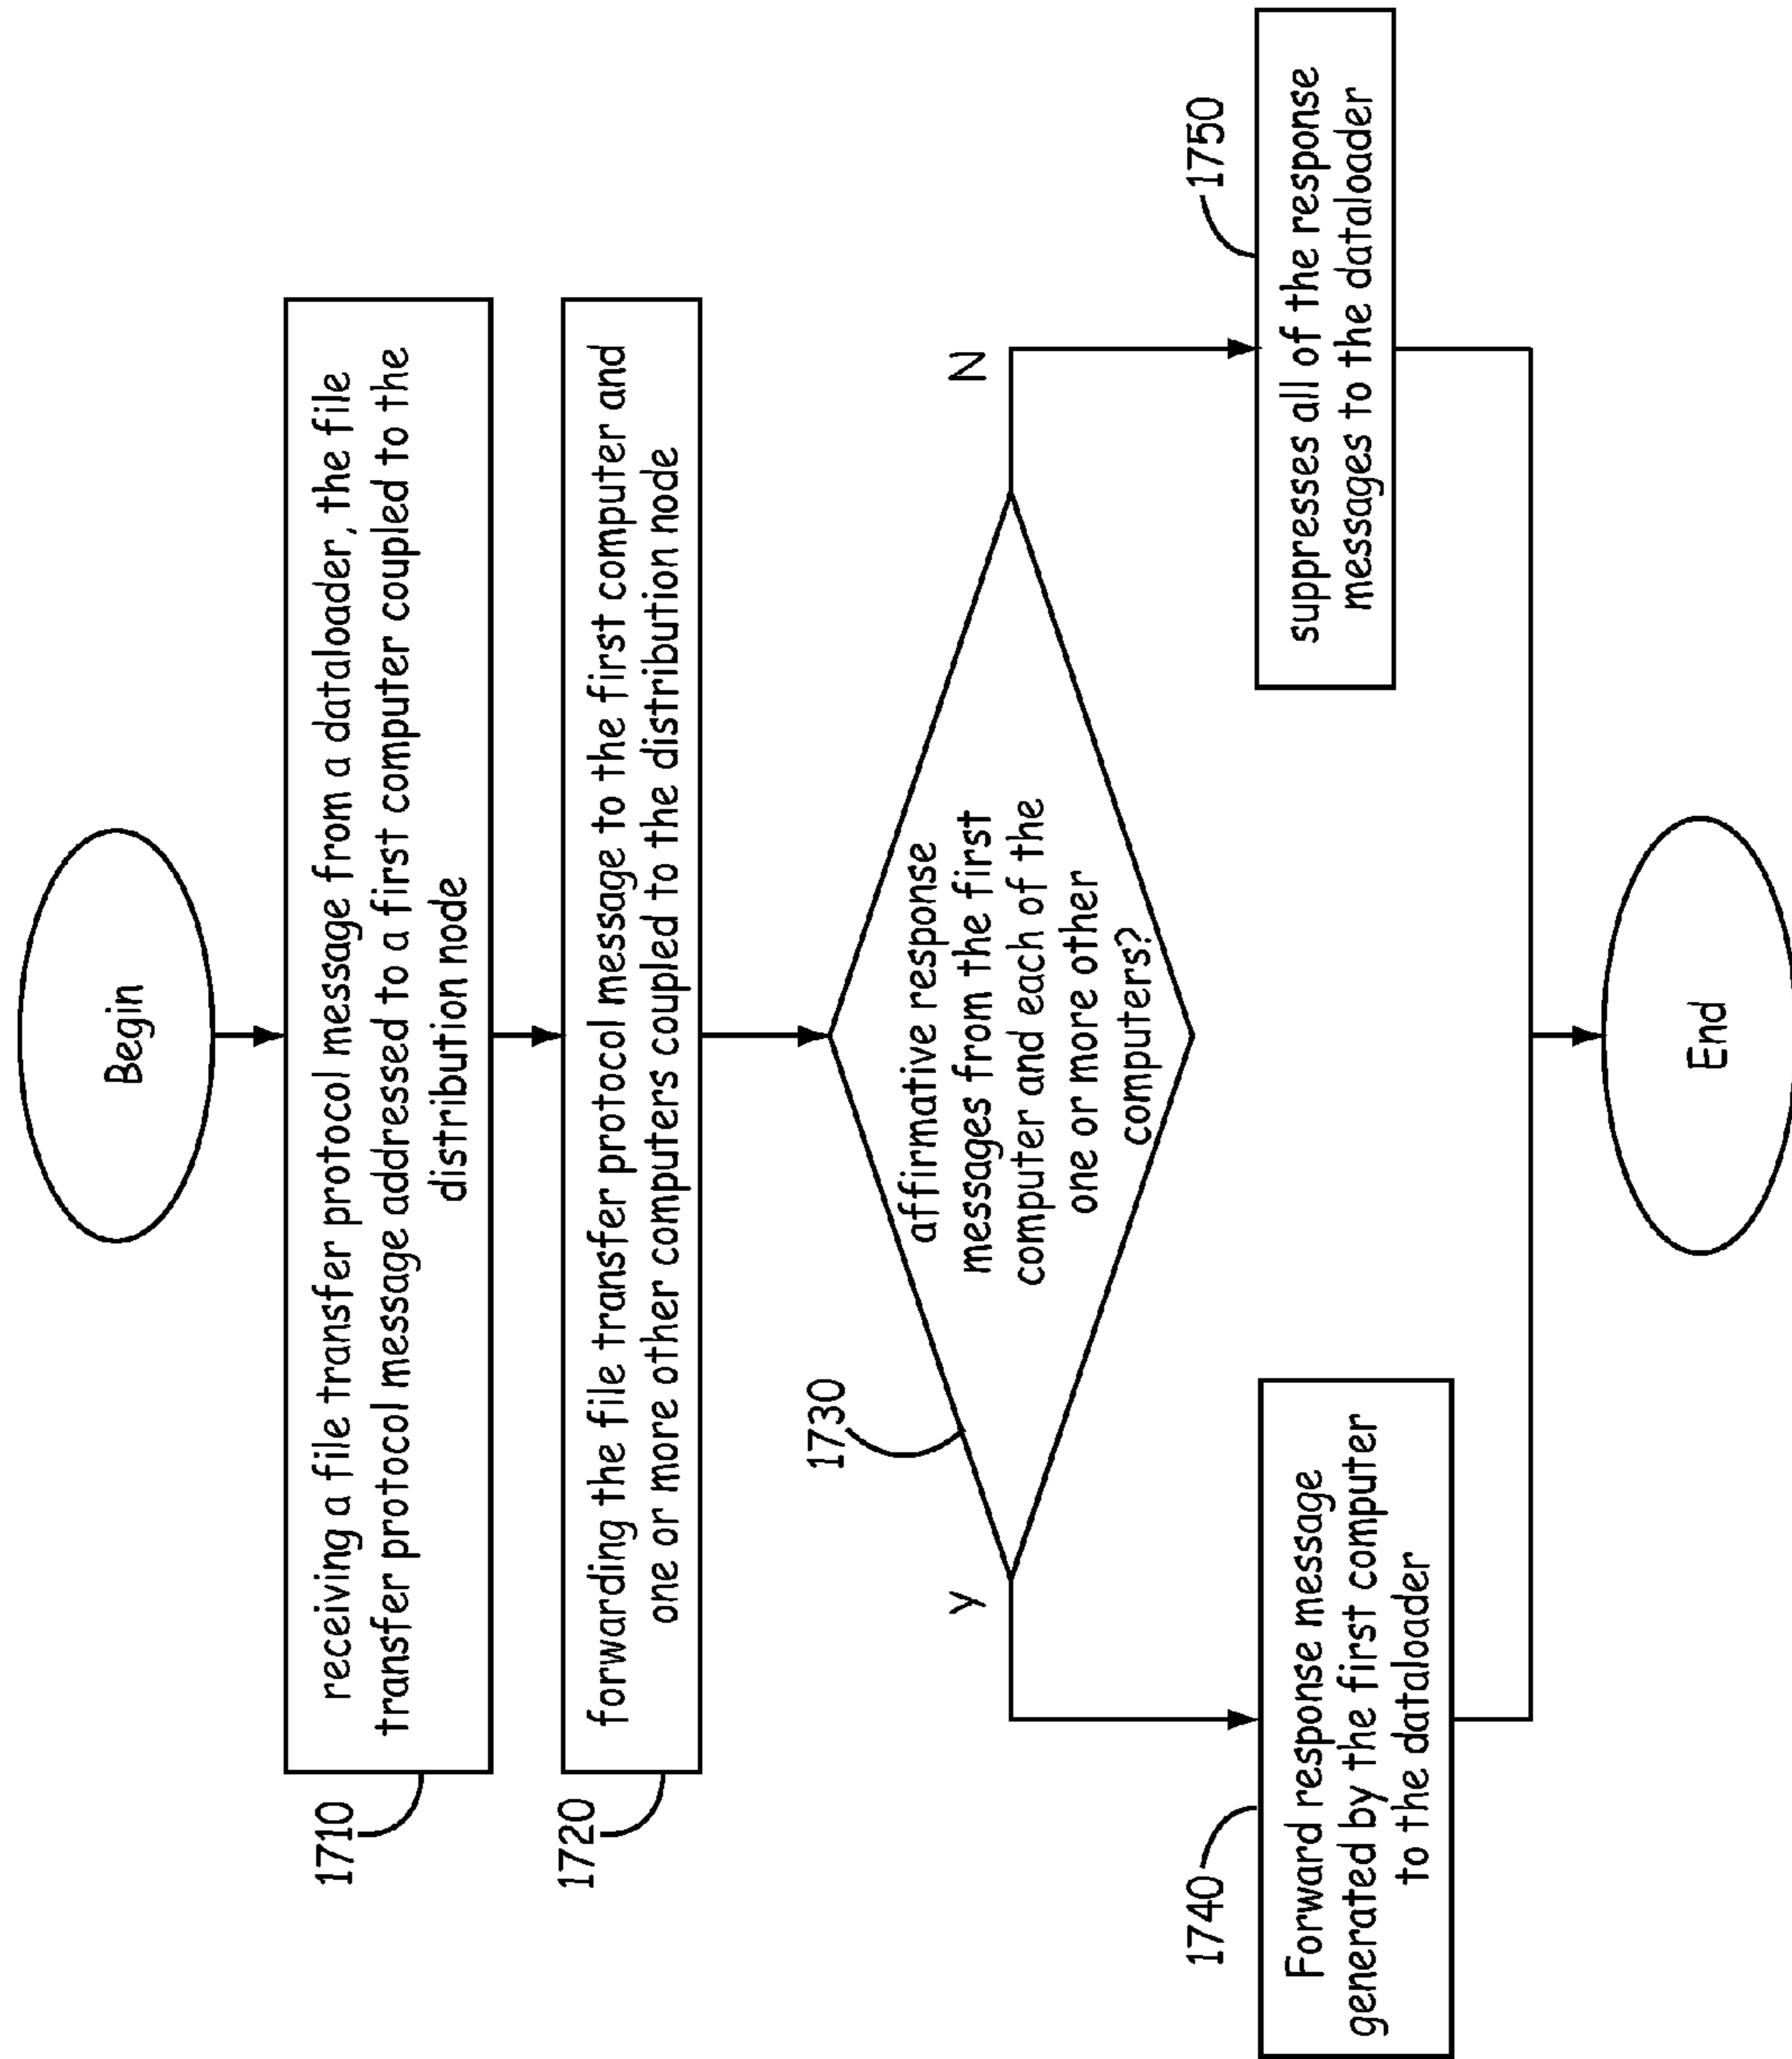 Begin
1710
receiving a file transfer protocol message from a dataloader, the file
transfer protocol message addressed to a first computer coupled to the
distribution node
1720
forwarding the file transfer protocol message to the first computer and
one or more other computers coupled to the distribution node
1730
affirmative response
messages from the first
computer and each of the
one or more other
computers?
Y
N
1740
Forward response message
generated by the first computer
to the dataloader
1750
suppresses all of the response
messages to the dataloader
End